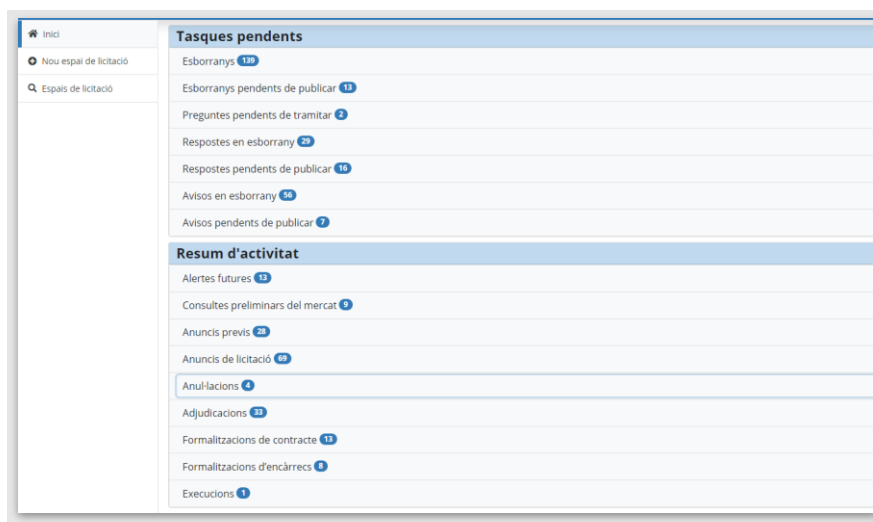 Inici
Nou espai de licitació
Espais de licitació
Tasques pendents
Esborranys 139
Esborranys pendents de publicar 13
Preguntes pendents de tramitar 2
Respostes en esborrany 29
Respostes pendents de publicar 16
Avisos en esborrany 56
Avisos pendents de publicar 7
Resum d'activitat
Alertes futures 13
Consultes preliminars del mercat 9
Anuncis previs 28
Anuncis de licitació 69
Anul·lacions 4
Adjudicacions 33
Formalitzacions de contracte 13
Formalitzacions d'encàrrecs 8
Execucions 1